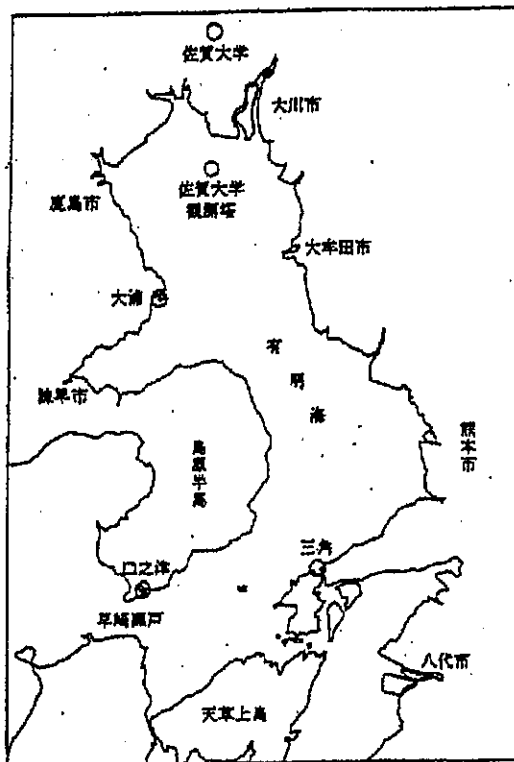 佐賀大学
大川市
佐賀大学
観測塔
鹿島市
大牟田市
大浦
有明海
諫早市
島原半島
熊本市
三角
口之津
早崎瀬戸
八代市
天草上島